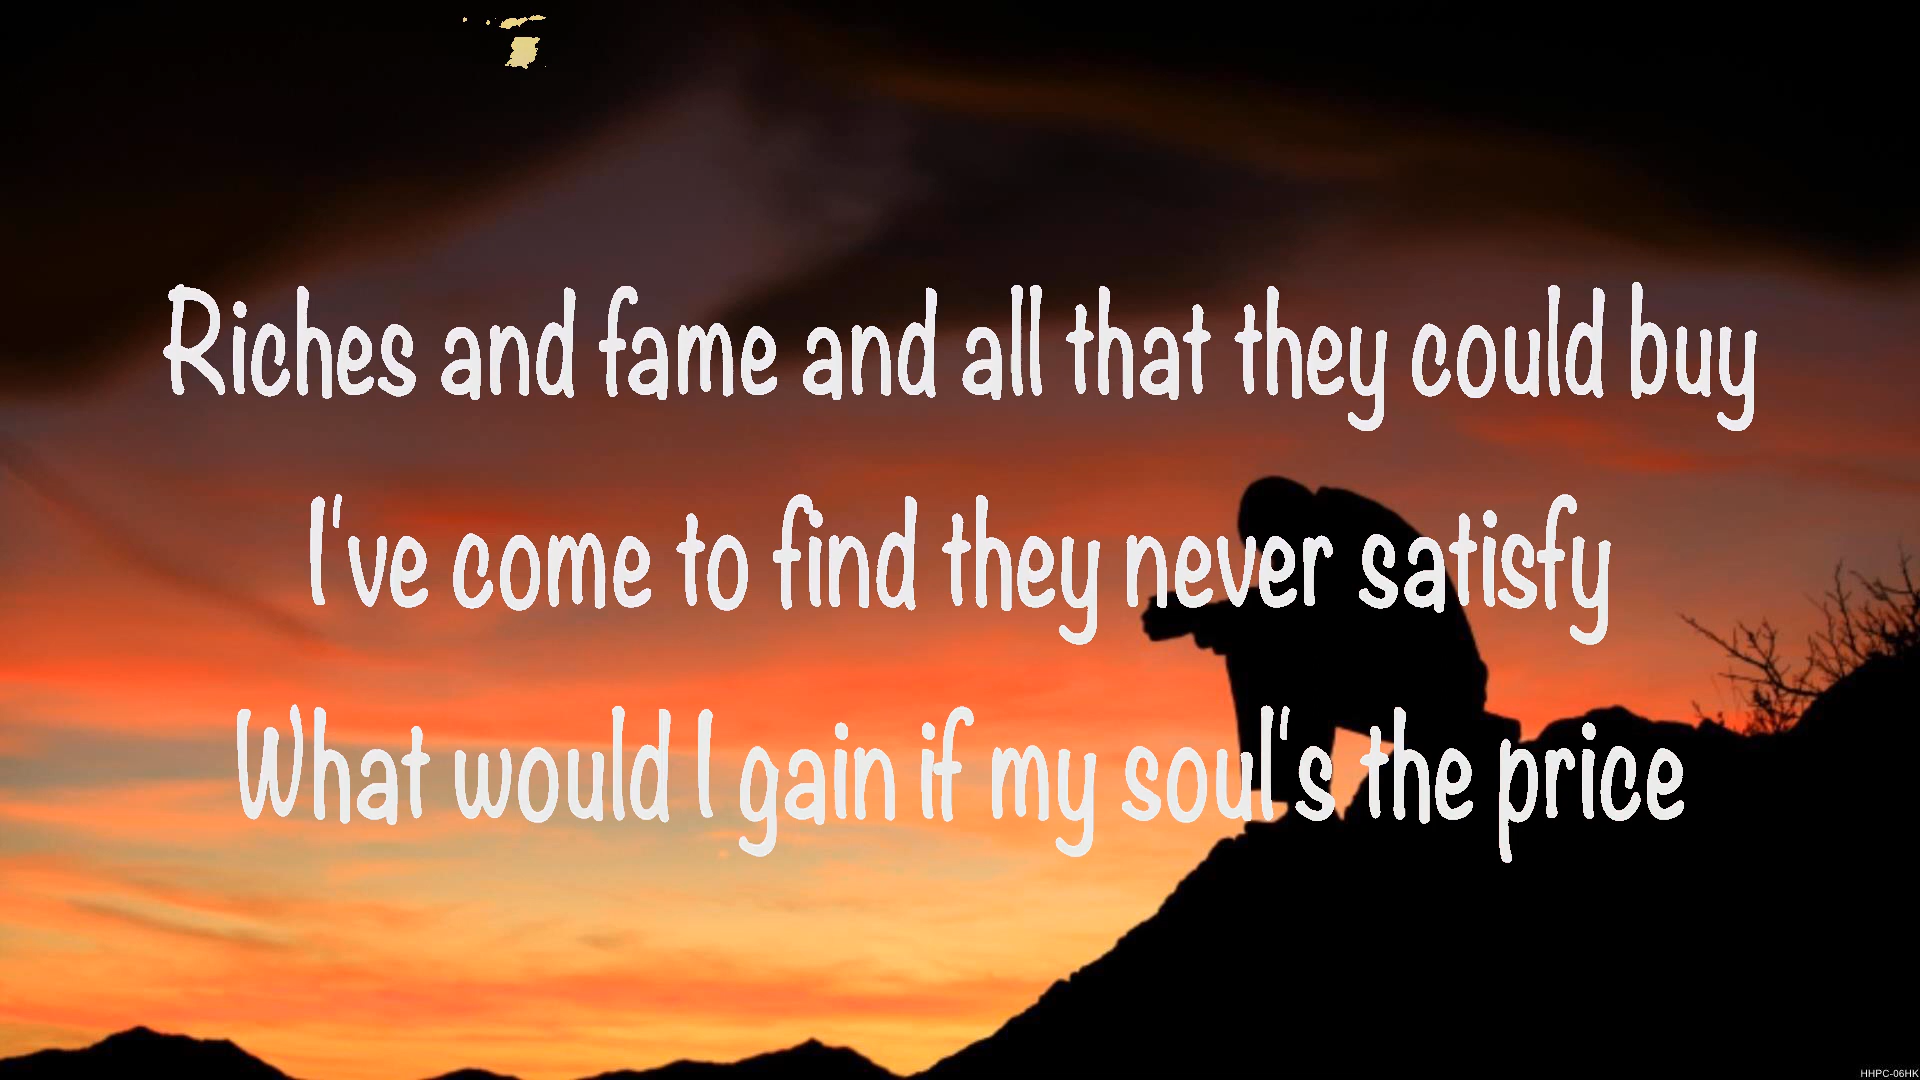 Riches and fame and all that they could buy
I've come to find they never satisfy
What would I gain if my soul's the price
HHPC-06HK